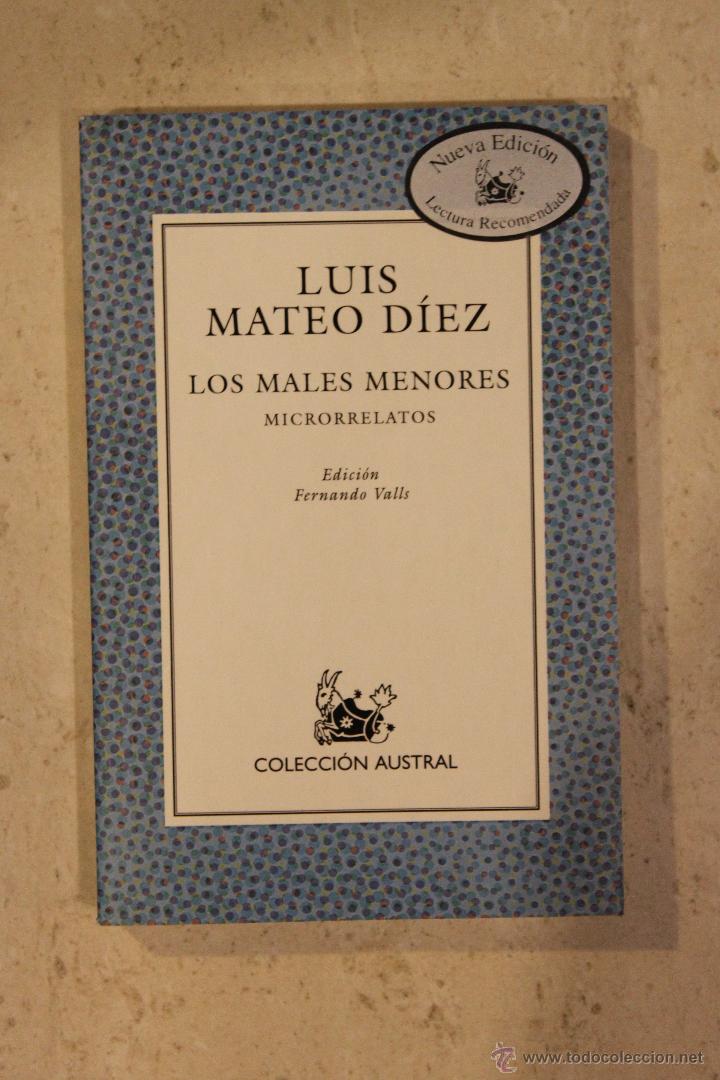 Nueva Edición
Lectura Recomendada
LUIS
MATEO DÍEZ
LOS MALES MENORES
MICRORRELATOS
Edición
Fernando Valls
COLECCIÓN AUSTRAL
www.todocoleccion.net